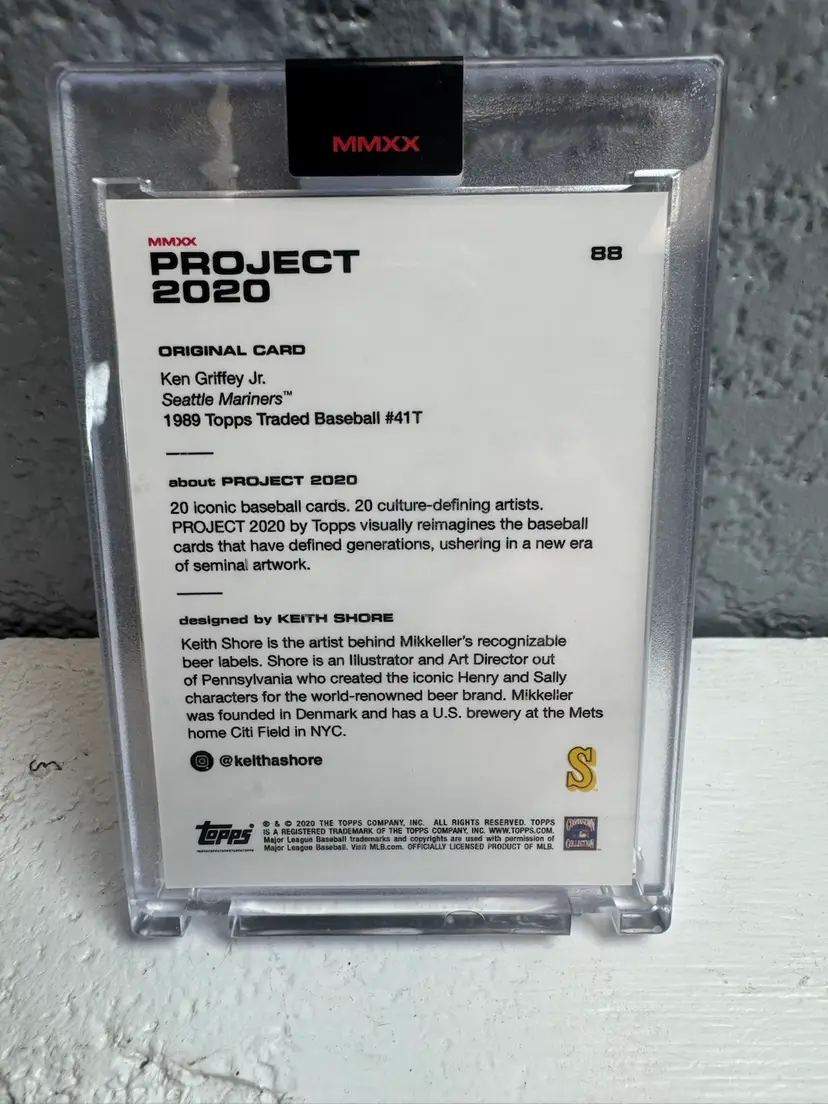 MMXX
MMXX
PROJECT
2020
88
ORIGINAL CARD
Ken Griffey Jr.
Seattle Mariners™
1989 Topps Traded Baseball #41T
about PROJECT 2020
20 iconic baseball cards. 20 culture-defining artists.
PROJECT 2020 by Topps visually reimagines the baseball
cards that have defined generations, ushering in a new era
of seminal artwork.
designed by KEITH SHORE
Keith Shore is the artist behind Mikkeller's recognizable
beer labels. Shore is an Illustrator and Art Director out
of Pennsylvania who created the iconic Henry and Sally
characters for the world-renowned beer brand. Mikkeller
was founded in Denmark and has a U.S. brewery at the Mets
home Citi Field in NYC.
@keithashore
S
topps
® & © 2020 THE TOPPS COMPANY, INC. ALL RIGHTS RESERVED. TOPPS
IS A REGISTERED TRADEMARK OF THE TOPPS COMPANY, INC. WWW.TOPPS.COM.
Major League Baseball trademarks and copyrights are used with permission of
Major League Baseball. Visit MLB.com. OFFICIALLY LICENSED PRODUCT OF MLB.
COOPERSTOWN
COLLECTION